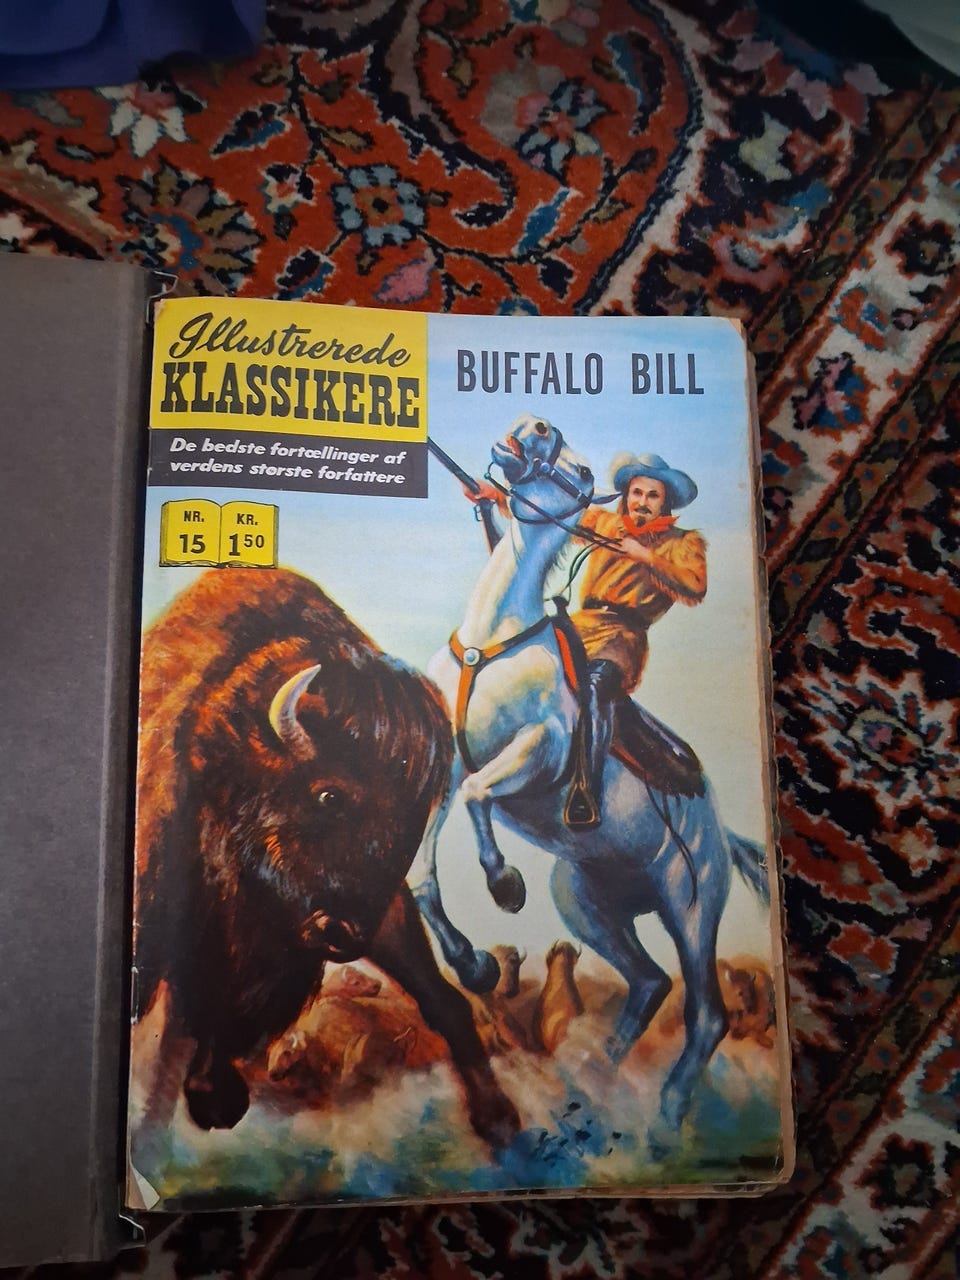 Illustrerede
KLASSIKERE
De bedste fortællinger af
verdens største forfattere
NR.
15
KR.
1 50
BUFFALO BILL